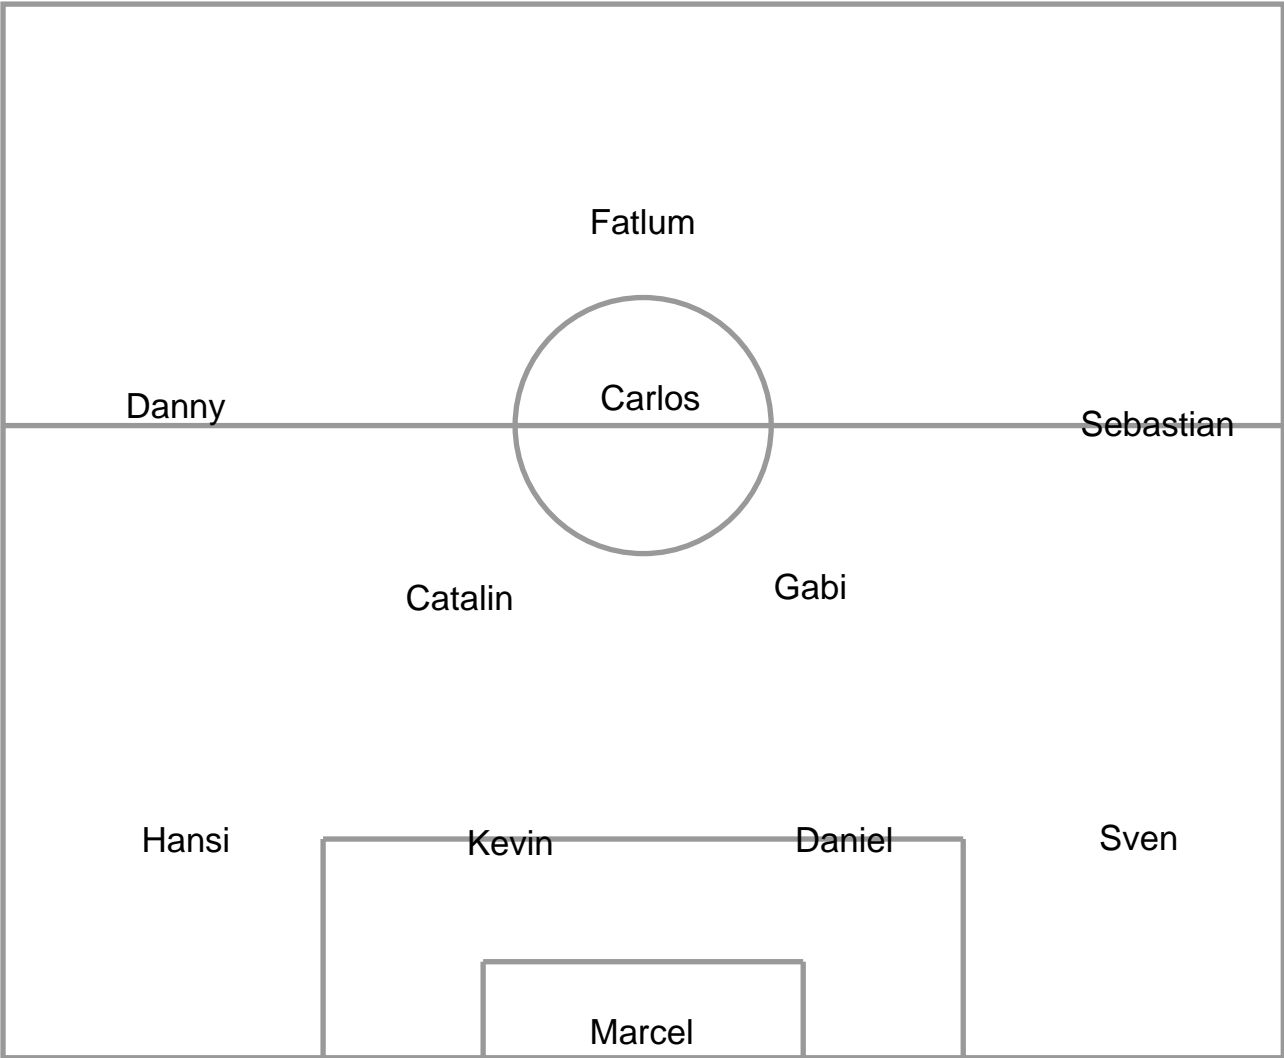 Fatlum
Danny Carlos Sebastian
Catalin Gabi
Hansi Kevin Daniel Sven
Marcel